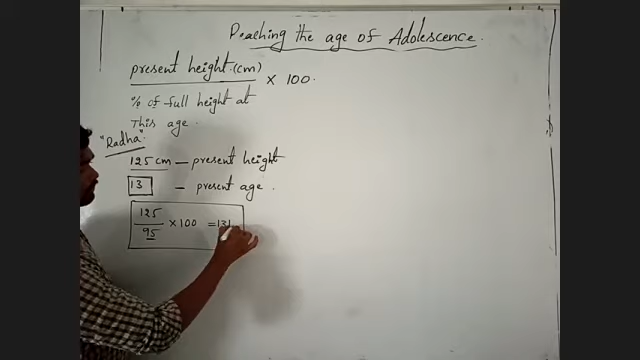 Reaching the age of Adolescence.
present height (cm) × 100.
% of full height at
This age.
"Radha"
125 cm – present height
13 – present age.
125
95 × 100 = 131